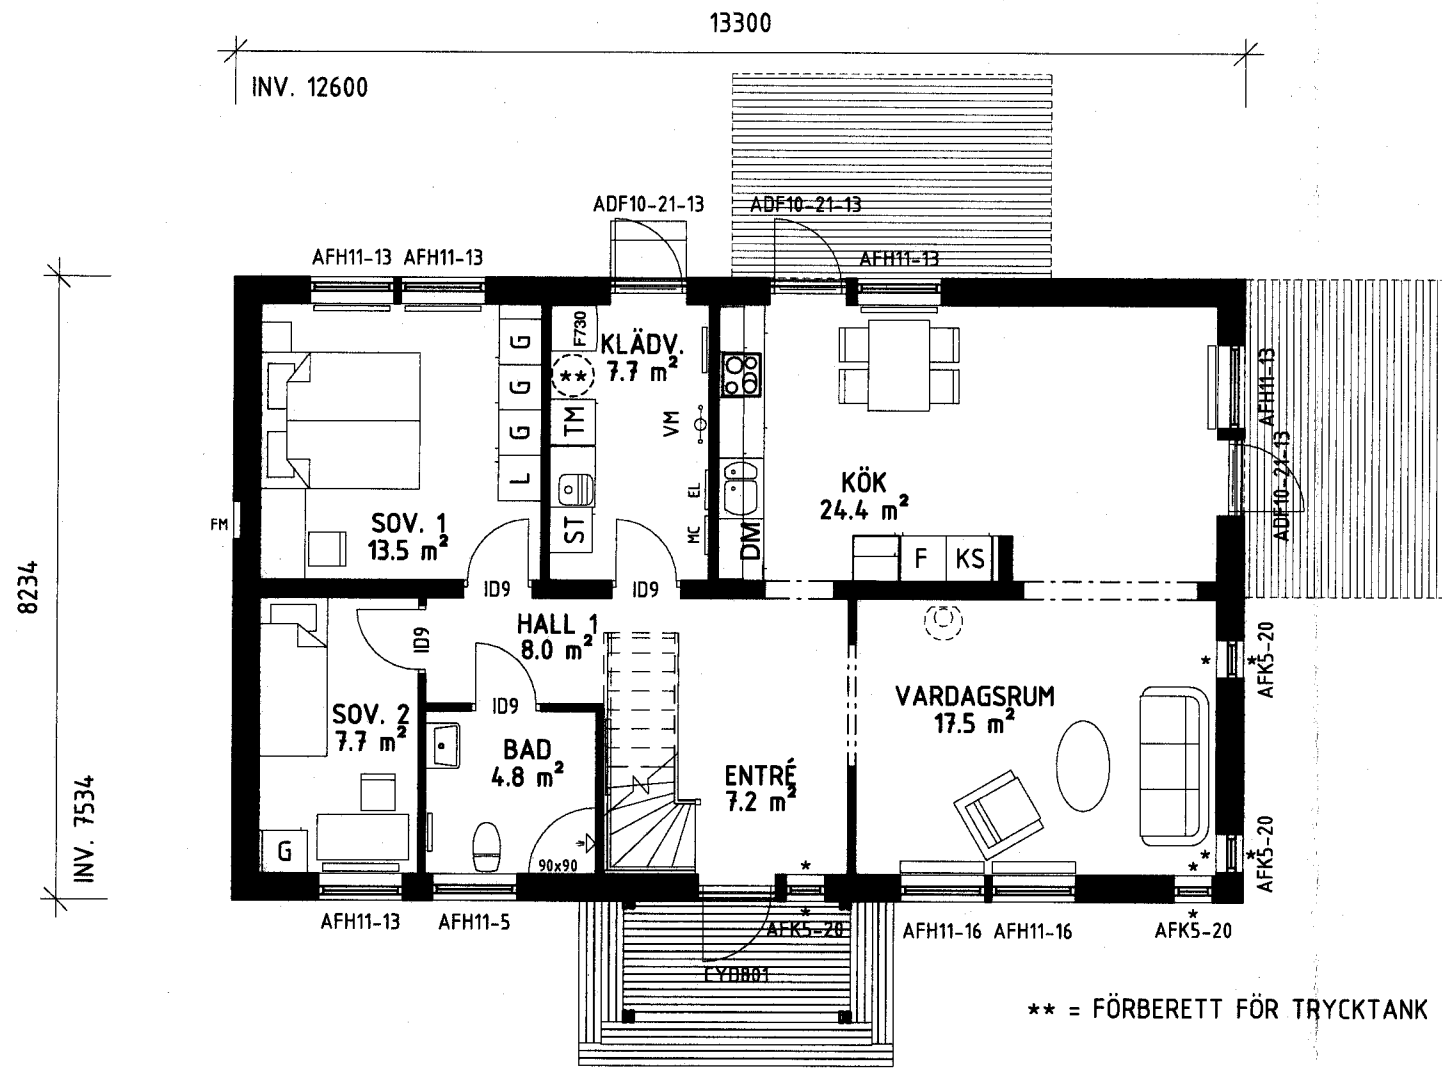 13300
INV. 12600
ADF10-21-13
ADF10-21-13
AFH11-13
AFH11-13
AFH11-13
F730
KLÄDV.
7.7 m²
**
TM
ST
VM
EL
MC
G
G
G
L
SOV. 1
13.5 m²
FM
DM
KÖK
24.4 m²
F
KS
AFH11-13
ADF10-21-13
8234
INV. 7534
ID9
ID9
ID9
HALL 1
8.0 m²
ID9
SOV. 2
7.7 m²
BAD
4.8 m²
90x90
G
ENTRÉ
7.2 m²
VARDAGSRUM
17.5 m²
*
*
AFK5-20
*
*
AFK5-20
*
*
*
*
AFH11-13
AFH11-5
AFK5-20
AFH11-16
AFH11-16
AFK5-20
** = FÖRBERETT FÖR TRYCKTANK